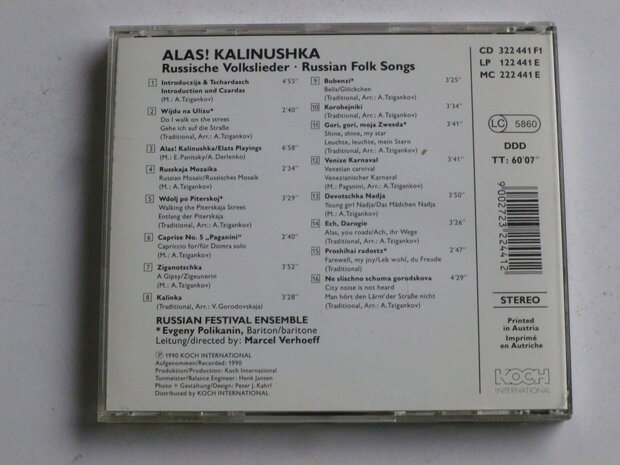 ALAS! KALINUSHKA
Russische Volkslieder · Russian Folk Songs
CD 322 441 F1
LP 122 441 E
MC 222 441 E
1 Introduczija & Tschardasch 4'53"
Introduction und Czardas
(M.: A.Tzigankov)
2 Wijdu na Ulizu* 2'40"
Do I walk on the street
Gehe ich auf die Straße
(Traditional, Arr.: A.Tzigankov)
3 Alas! Kalinushka/Elats Playings 6'58"
(M.: E.Panitsky/A.Derlenko)
4 Russkaja Mozaika 2'34"
Russian Mosaic/Russisches Mosaik
(M.: A.Tzigankov)
5 Wdolj po Piterskoj* 3'29"
Walking the Piterskaja Street
Entlang der Piterskaja
(Traditional, Arr.: A.Tzigankov)
6 Caprise No. 5 „Paganini" 2'40"
Capriccio for/für Domra solo
(M.: A.Tzigankov)
7 Ziganotschka 3'52"
A Gipsy/Zigeunerin
(M.: A.Tzigankov)
8 Kalinka 3'28"
(Traditional, Arr.: V.Gorodovskaja)
9 Bubenzi* 3'25"
Bells/Glöckchen
(Traditional, Arr.: A.Tzigankov)
10 Korobejniki 3'34"
(Traditional, Arr.: A.Tzigankov)
11 Gori, gori, moja Zwesda* 3'41"
Shine, shine, my star
Leuchte, leuchte, mein Stern
(Traditional, Arr.: A.Tzigankov)
12 Venize Karnaval 3'41"
Venetian carnival
Venezianischer Karneval
(M.: Paganini, Arr.: A.Tzigankov)
13 Devotschka Nadja 3'50"
Young girl Nadja/Das Mädchen Nadja
(Traditional, Arr.: A.Tzigankov)
14 Ech, Darogie 3'26"
Alas, you roads/Ach, ihr Wege
(Traditional, Arr.: A.Tzigankov)
15 Proshihai radostz* 2'47"
Farewell, my joy/Leb wohl, du Freude
(Traditional)
16 Ne slischno schuma gorodskova 4'29"
City noise is not heard
Man hört den Lärm der Straße nicht
(Traditional, Arr.: A.Tzigankov)
LC 5860
DDD
TT: 60'07"
9 002723 224412
STEREO
Printed
in Austria
Imprimé
en Autriche
KOCH
INTERNATIONAL
RUSSIAN FESTIVAL ENSEMBLE
*Evgeny Polikanin, Bariton/baritone
Leitung/directed by: Marcel Verhoeff
℗ 1990 KOCH INTERNATIONAL
Aufgenommen/Recorded: 1990
Produktion/Production: Koch International
Tonmeister/Balance Engineer: Henk Jansen
Photo + Gestaltung/Design: Peter J. Kahrl
Distributed by KOCH INTERNATIONAL